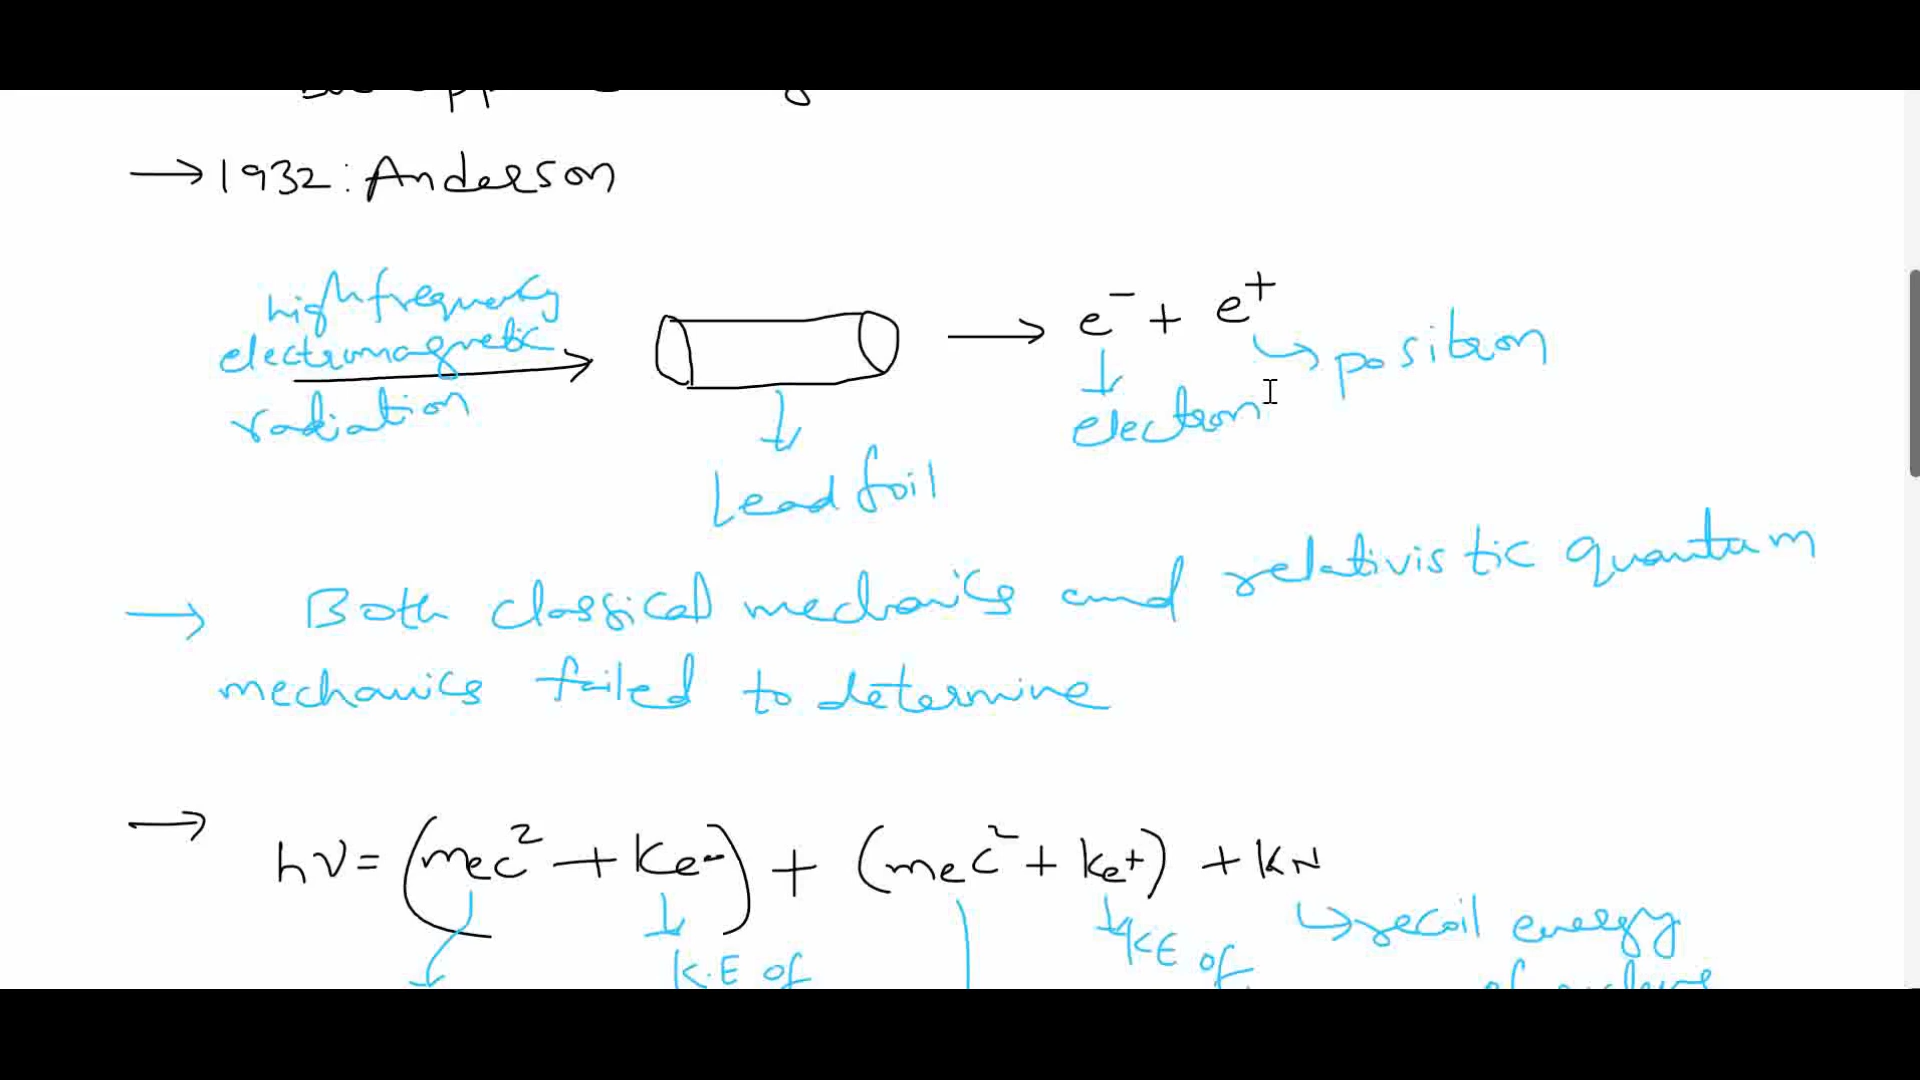 → 1932: Anderson
high frequency
electromagnetic
radiation
e⁻ + e⁺
positron
electron
Lead foil
→ Both classical mechanics and relativistic quantum
mechanics failed to determine
→ hν = (mec² + Ke-) + (mec² + ke+) + KN
recoil energy
K.E of
KE of